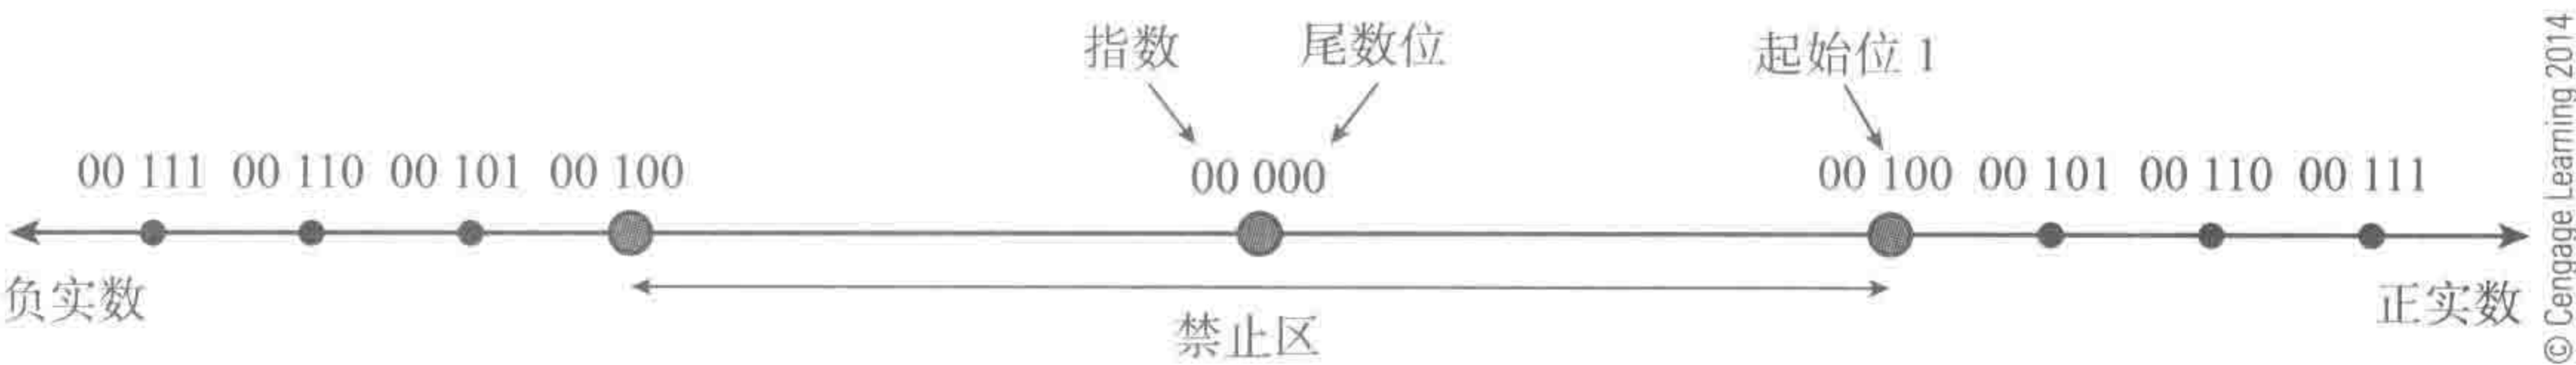 指数 尾数位 起始位 1
00 111 00 110 00 101 00 100 00 000 00 100 00 101 00 110 00 111
负实数 禁止区 正实数
© Cengage Learning 2014